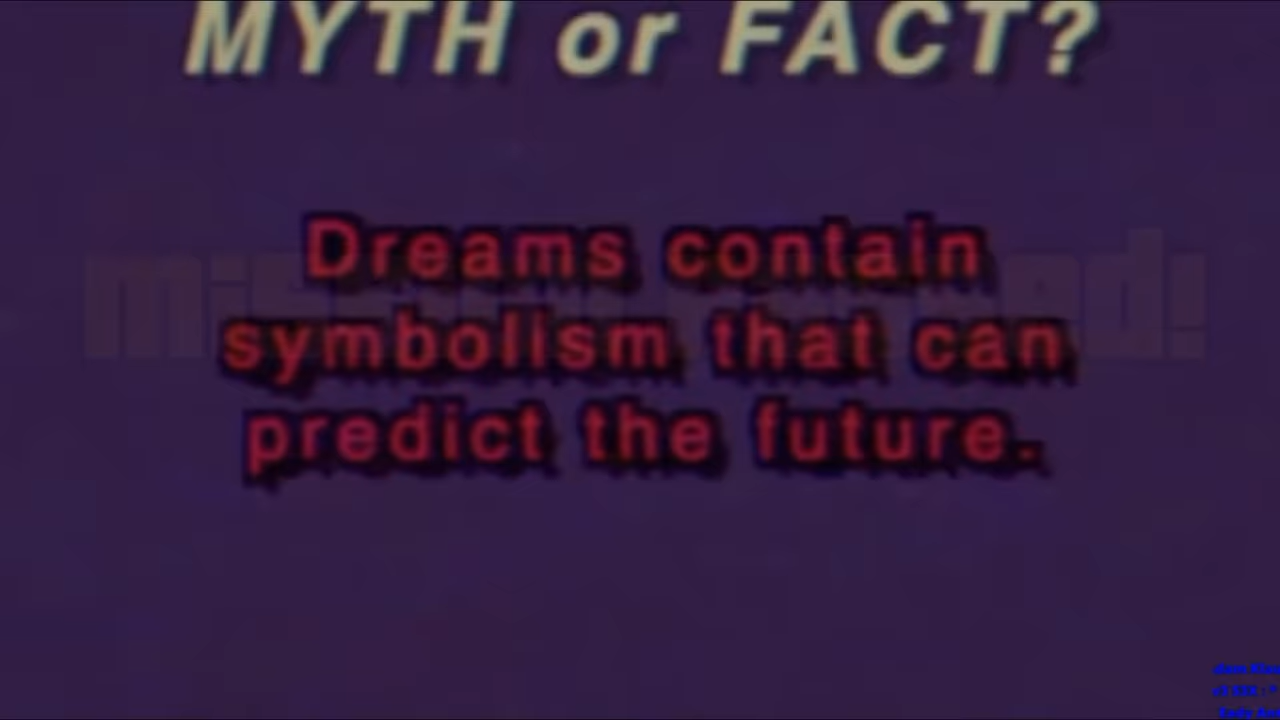 MYTH or FACT?
Dreams contain
symbolism that can
predict the future.